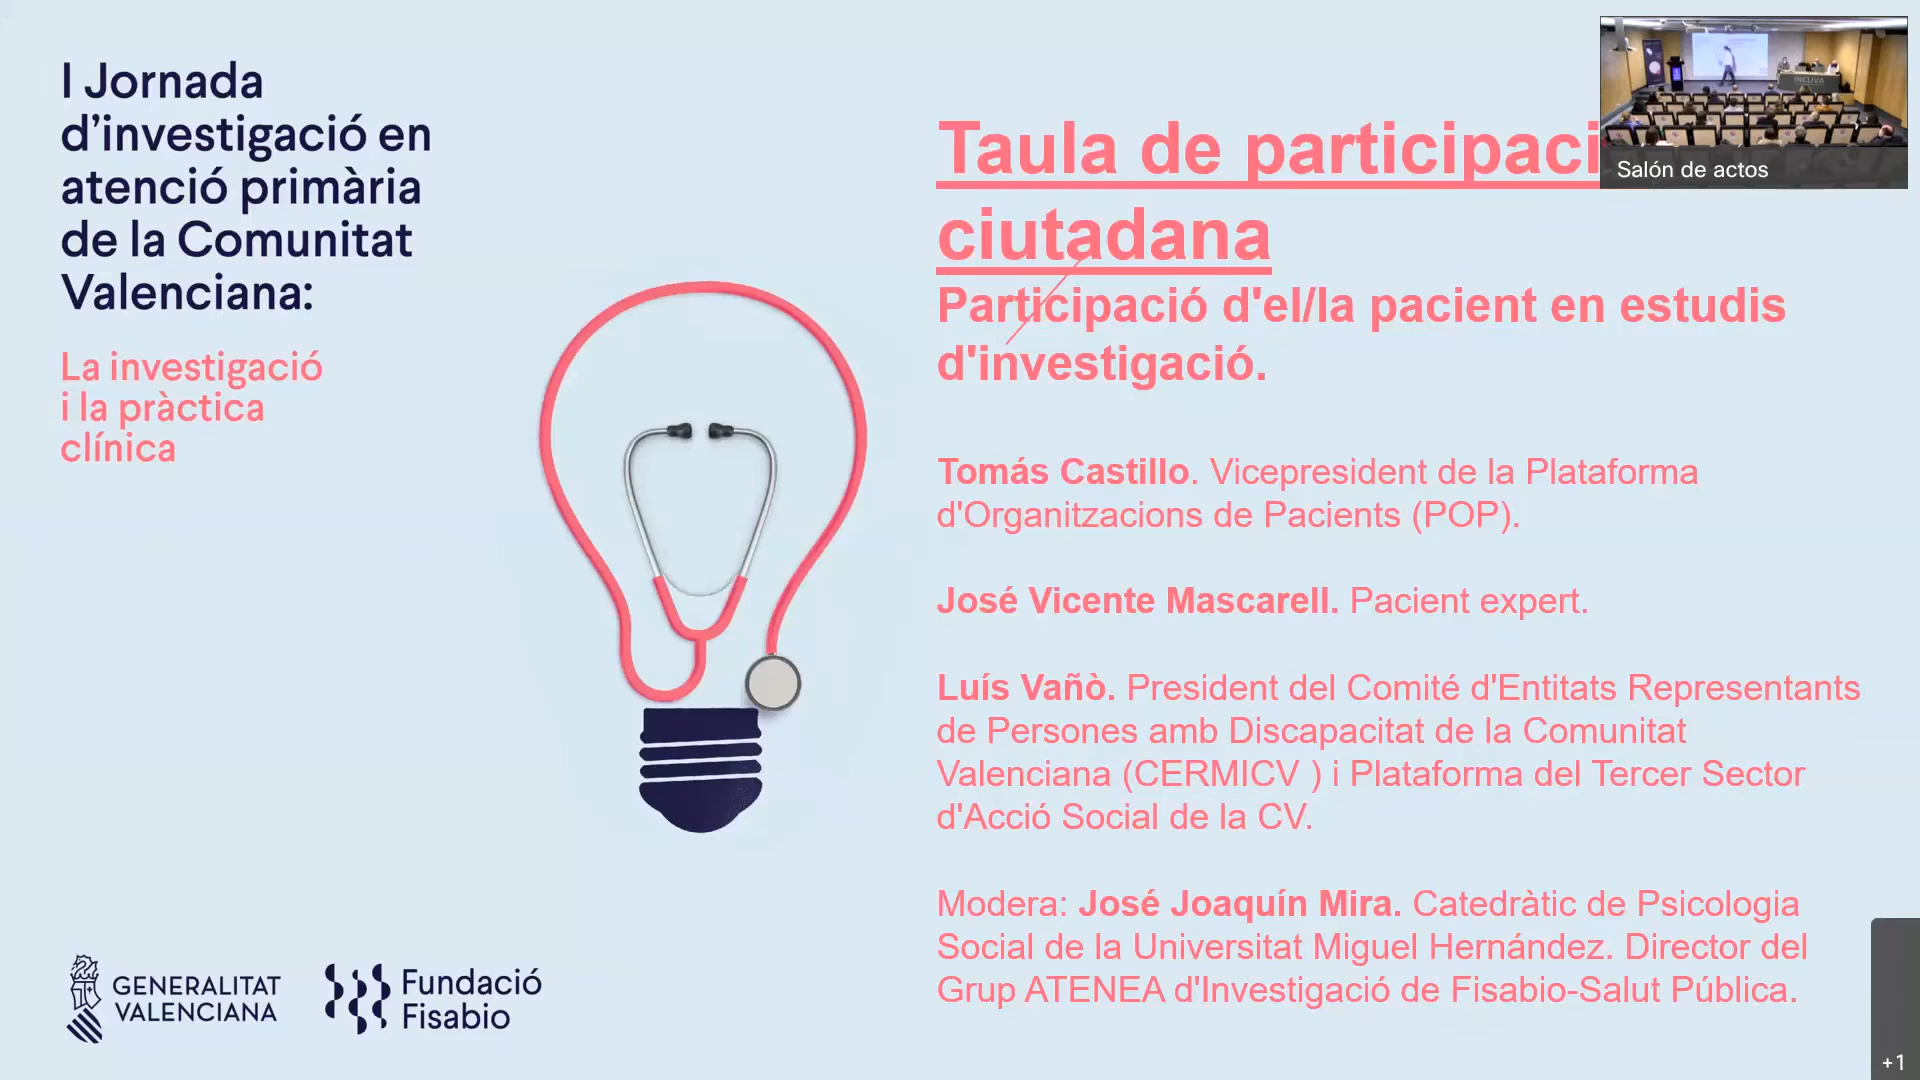 I Jornada
d’investigació en
atenció primària
de la Comunitat
Valenciana:
La investigació
i la pràctica
clínica
GENERALITAT
VALENCIANA
Fundació
Fisabio
Taula de participaci
ciutadana
Participació d'el/la pacient en estudis
d'investigació.
Tomás Castillo. Vicepresident de la Plataforma
d'Organitzacions de Pacients (POP).
José Vicente Mascarell. Pacient expert.
Luís Vañò. President del Comité d'Entitats Representants
de Persones amb Discapacitat de la Comunitat
Valenciana (CERMICV ) i Plataforma del Tercer Sector
d'Acció Social de la CV.
Modera: José Joaquín Mira. Catedràtic de Psicologia
Social de la Universitat Miguel Hernández. Director del
Grup ATENEA d'Investigació de Fisabio-Salut Pública.
INCLIVA
Salón de actos
+1